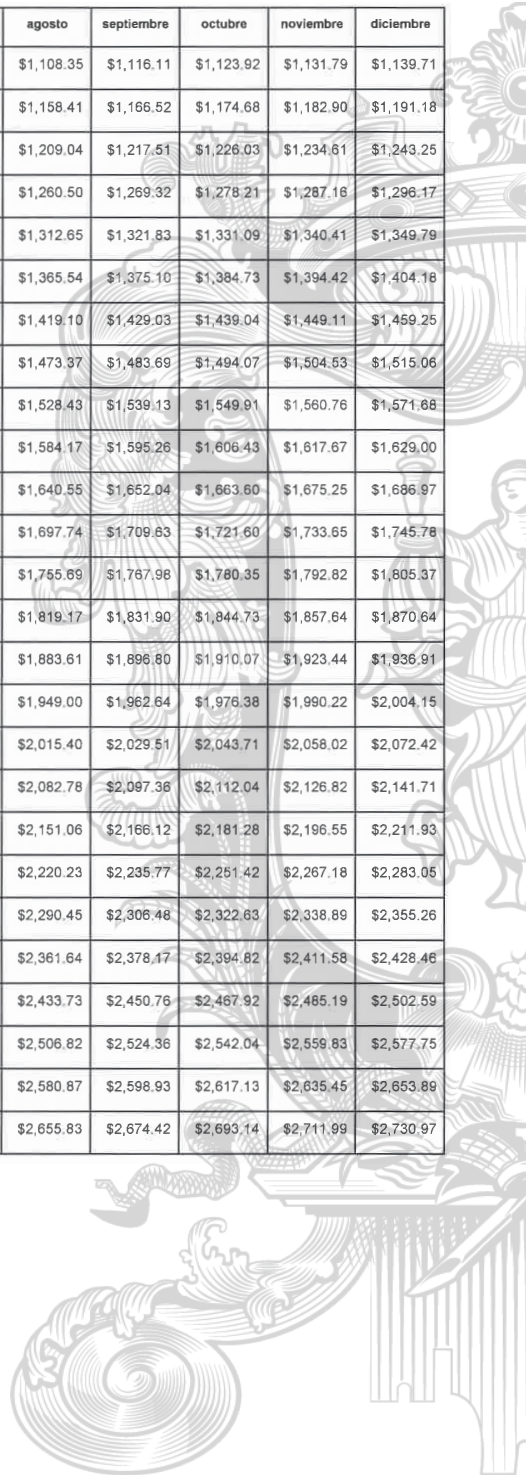 agosto septiembre octubre noviembre diciembre
$1,108.35 $1,116.11 $1,123.92 $1,131.79 $1,139.71
$1,158.41 $1,166.52 $1,174.68 $1,182.90 $1,191.18
$1,209.04 $1,217.51 $1,226.03 $1,234.61 $1,243.25
$1,260.50 $1,269.32 $1,278.21 $1,287.16 $1,296.17
$1,312.65 $1,321.83 $1,331.09 $1,340.41 $1,349.79
$1,365.54 $1,375.10 $1,384.73 $1,394.42 $1,404.18
$1,419.10 $1,429.03 $1,439.04 $1,449.11 $1,459.25
$1,473.37 $1,483.69 $1,494.07 $1,504.53 $1,515.06
$1,528.43 $1,539.13 $1,549.91 $1,560.76 $1,571.68
$1,584.17 $1,595.26 $1,606.43 $1,617.67 $1,629.00
$1,640.55 $1,652.04 $1,663.60 $1,675.25 $1,686.97
$1,697.74 $1,709.63 $1,721.60 $1,733.65 $1,745.78
$1,755.69 $1,767.98 $1,780.35 $1,792.82 $1,805.37
$1,819.17 $1,831.90 $1,844.73 $1,857.64 $1,870.64
$1,883.61 $1,896.80 $1,910.07 $1,923.44 $1,936.91
$1,949.00 $1,962.64 $1,976.38 $1,990.22 $2,004.15
$2,015.40 $2,029.51 $2,043.71 $2,058.02 $2,072.42
$2,082.78 $2,097.36 $2,112.04 $2,126.82 $2,141.71
$2,151.06 $2,166.12 $2,181.28 $2,196.55 $2,211.93
$2,220.23 $2,235.77 $2,251.42 $2,267.18 $2,283.05
$2,290.45 $2,306.48 $2,322.63 $2,338.89 $2,355.26
$2,361.64 $2,378.17 $2,394.82 $2,411.58 $2,428.46
$2,433.73 $2,450.76 $2,467.92 $2,485.19 $2,502.59
$2,506.82 $2,524.36 $2,542.04 $2,559.83 $2,577.75
$2,580.87 $2,598.93 $2,617.13 $2,635.45 $2,653.89
$2,655.83 $2,674.42 $2,693.14 $2,711.99 $2,730.97